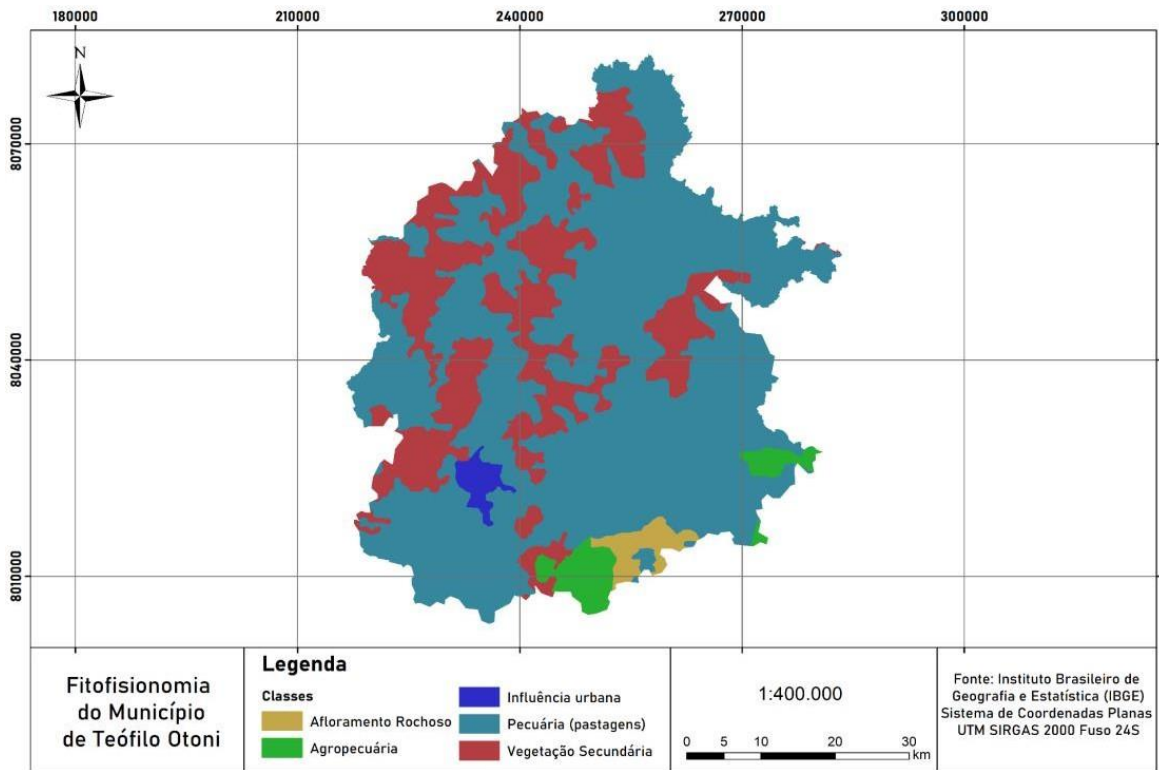 180000
210000
240000
270000
300000
N
8070000
8040000
8010000
Fitofisionomia
do Município
de Teófilo Otoni
Legenda
Classes
Afloramento Rochoso
Agropecuária
Influência urbana
Pecuária (pastagens)
Vegetação Secundária
1:400.000
0 5 10 20 30
km
Fonte: Instituto Brasileiro de
Geografia e Estatística (IBGE)
Sistema de Coordenadas Planas
UTM SIRGAS 2000 Fuso 24S